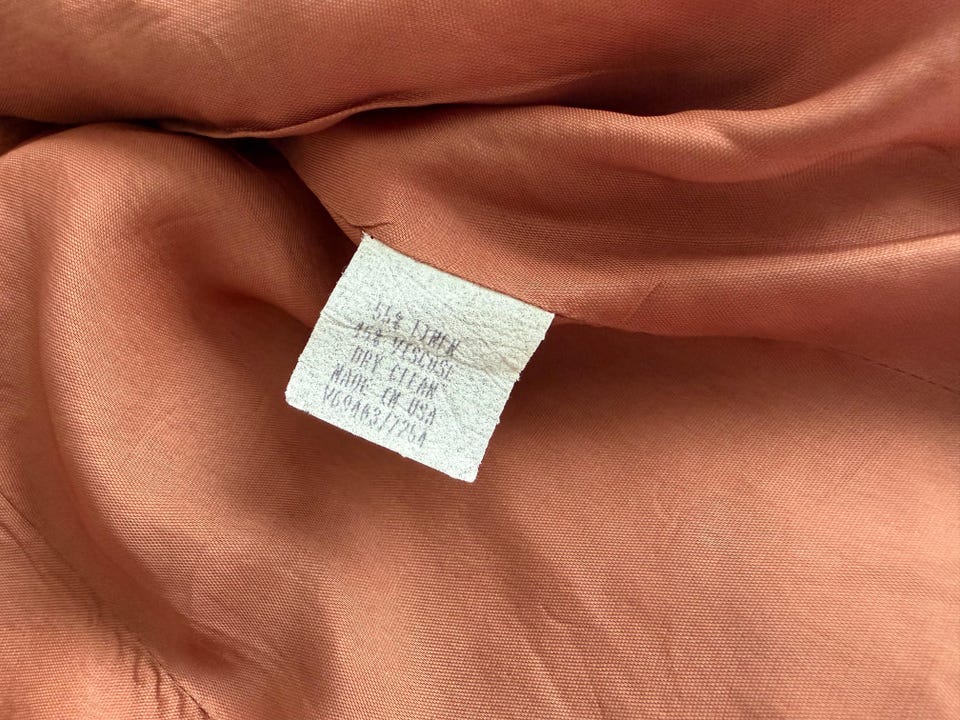 55% LINEN
45% VISCOSE
DRY CLEAN
MADE IN USA